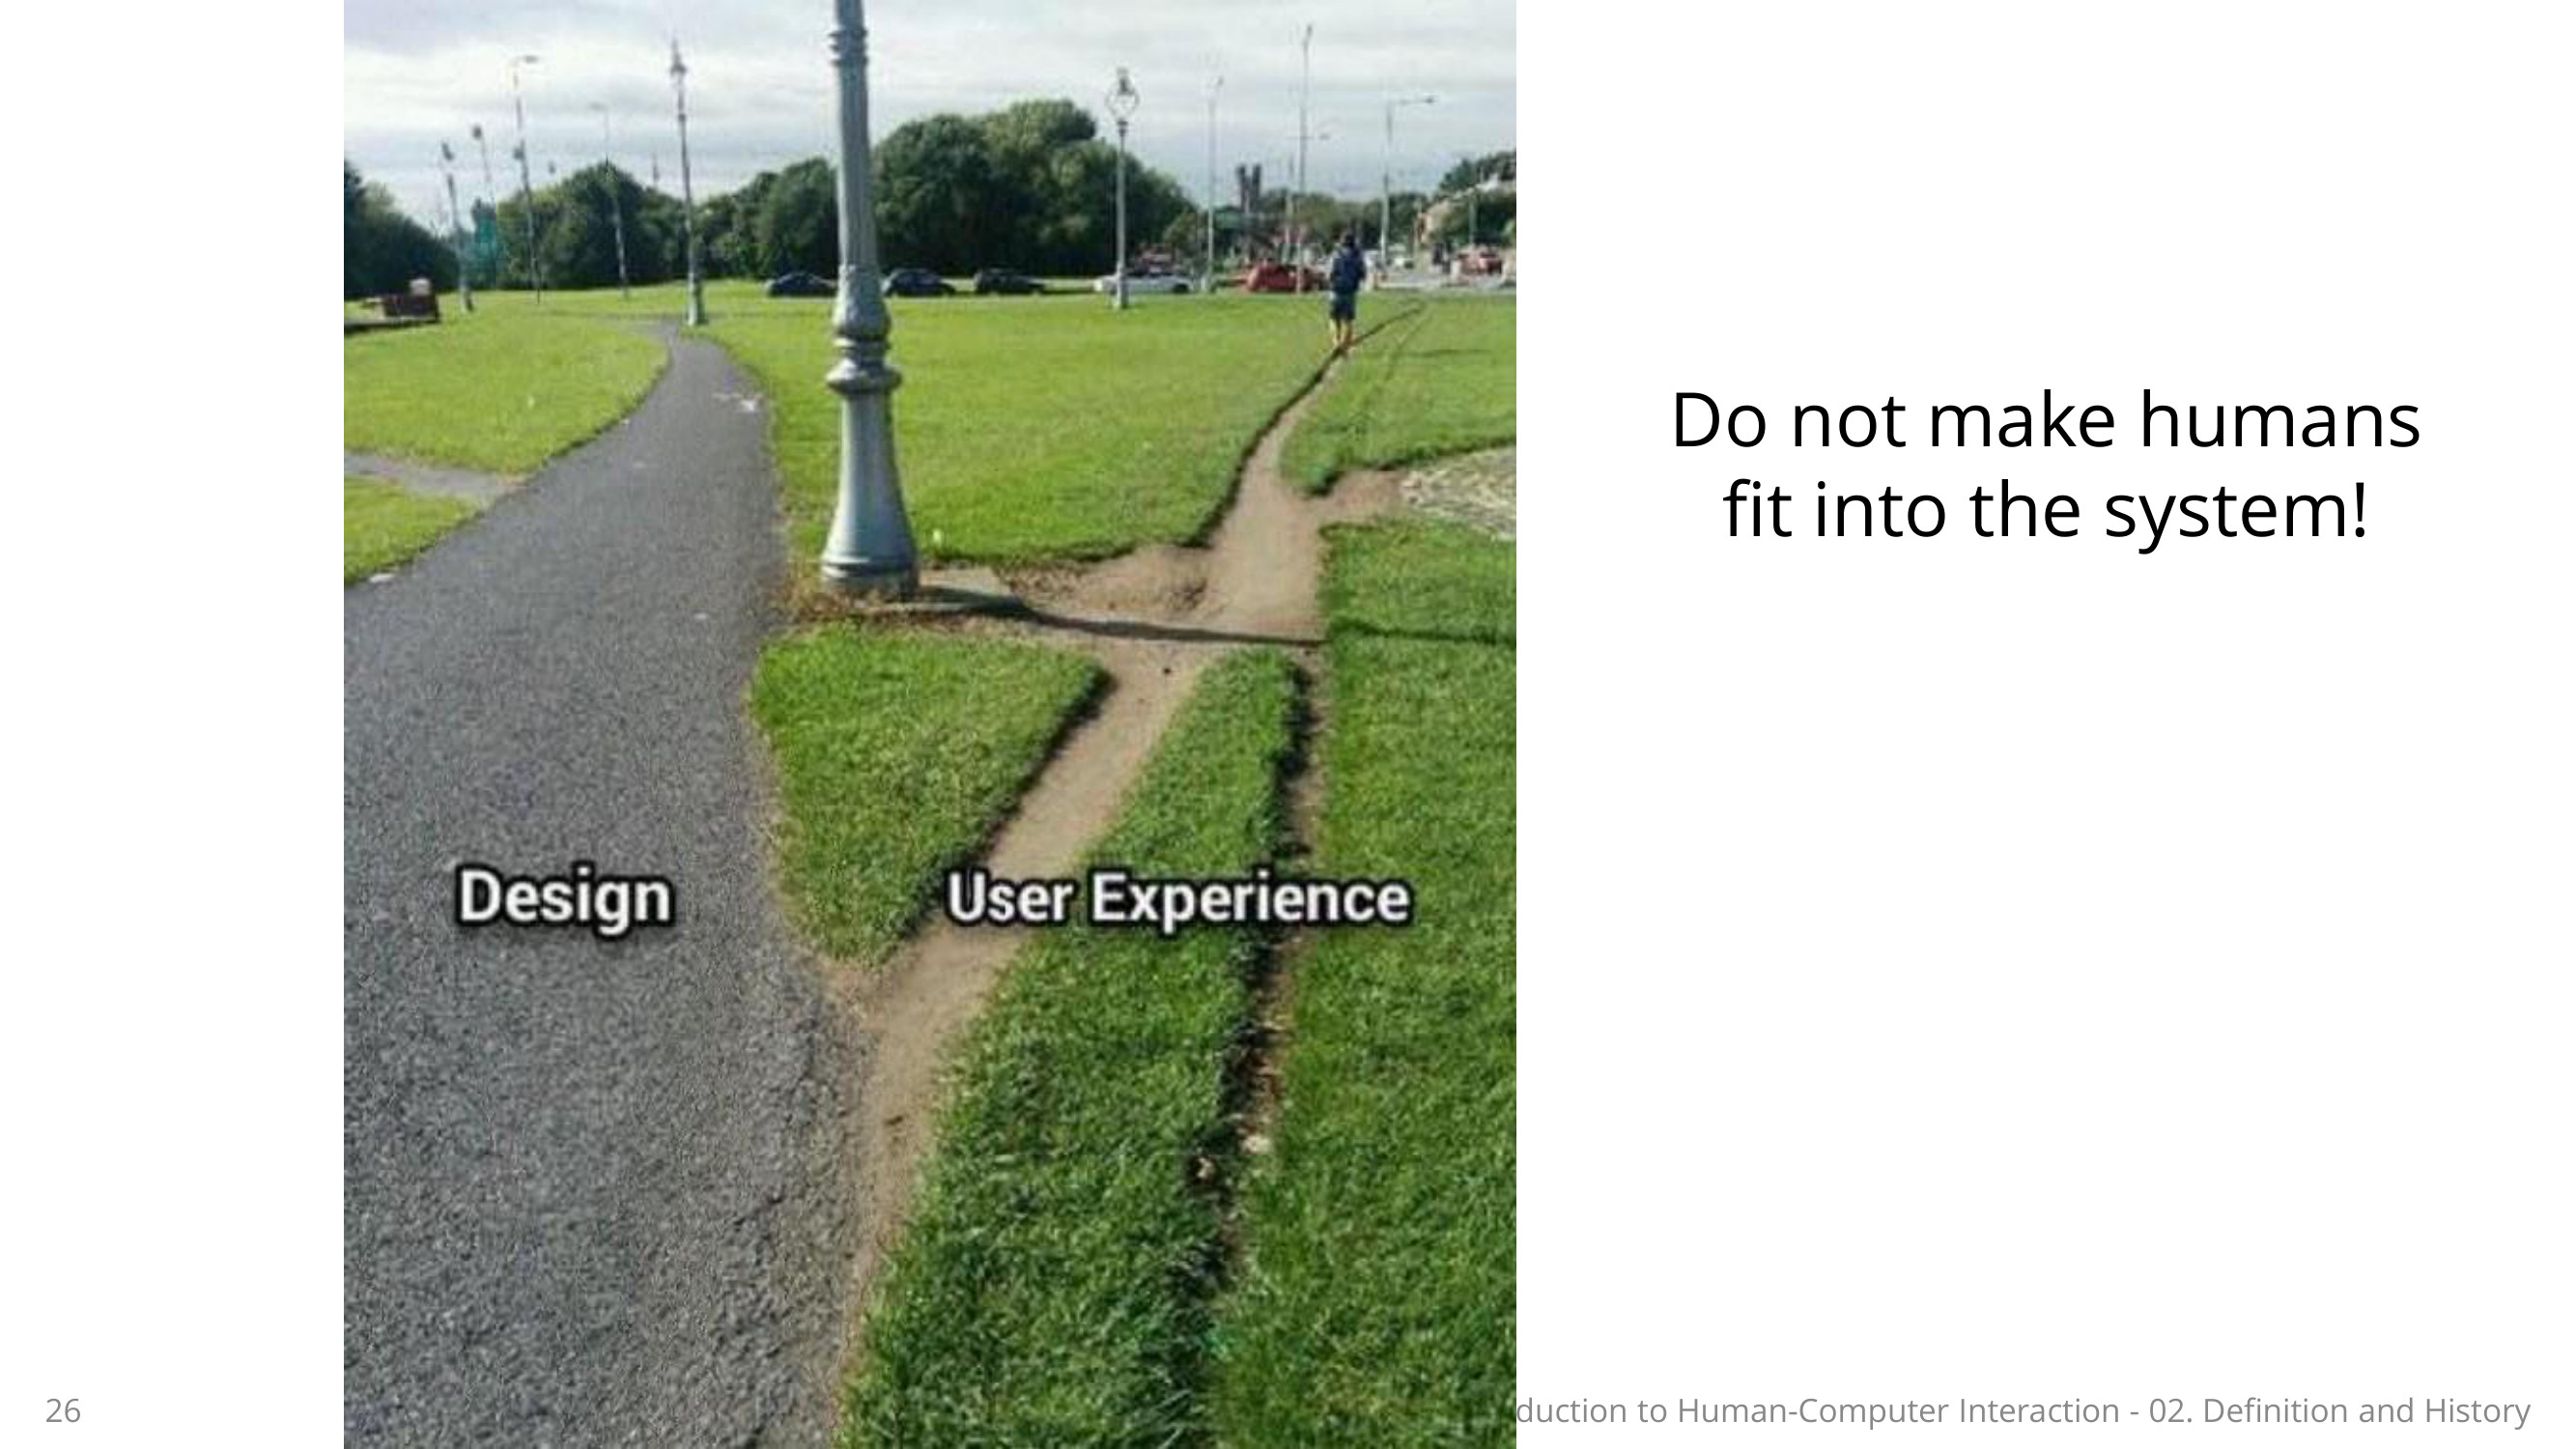 Do not make humans
fit into the system!
Design
User Experience
26
duction to Human-Computer Interaction - 02. Definition and History